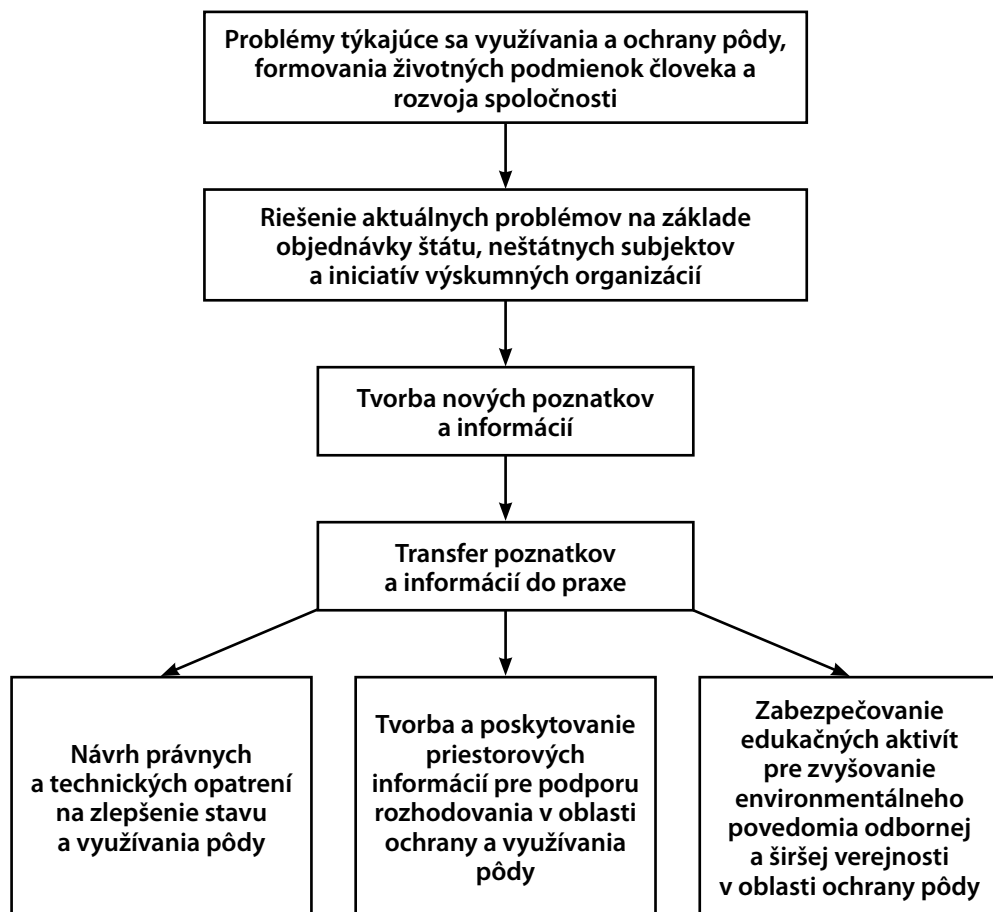 Problémy týkajúce sa využívania a ochrany pôdy,
formovania životných podmienok človeka a
rozvoja spoločnosti
Riešenie aktuálnych problémov na základe
objednávky štátu, neštátnych subjektov
a iniciatív výskumných organizácií
Tvorba nových poznatkov
a informácií
Transfer poznatkov
a informácií do praxe
Návrh právnych
a technických opatrení
na zlepšenie stavu
a využívania pôdy
Tvorba a poskytovanie
priestorových
informácií pre podporu
rozhodovania v oblasti
ochrany a využívania
pôdy
Zabezpečovanie
edukačných aktivít
pre zvyšovanie
environmentálneho
povedomia odbornej
a širšej verejnosti
v oblasti ochrany pôdy